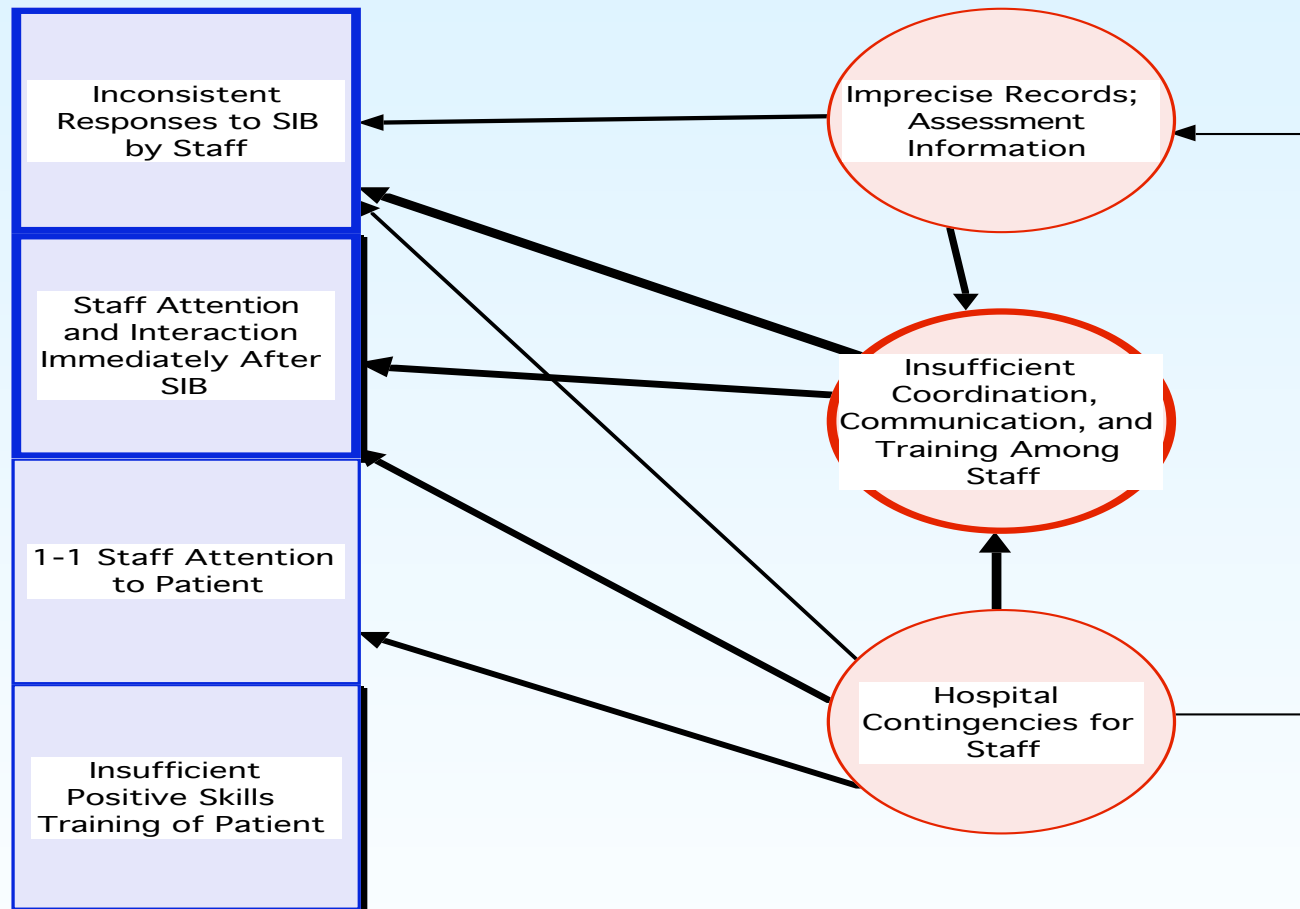 Inconsistent
Responses to SIB
by Staff
Staff Attention
and Interaction
Immediately After
SIB
1-1 Staff Attention
to Patient
Insufficient
Positive Skills
Training of Patient
Imprecise Records;
Assessment
Information
Insufficient
Coordination,
Communication, and
Training Among
Staff
Hospital
Contingencies for
Staff